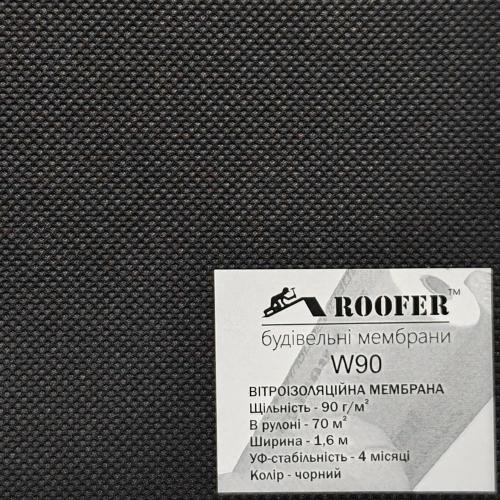 ROOFER™
будівельні мембрани
W90
ВІТРОІЗОЛЯЦІЙНА МЕМБРАНА
Щільність - 90 г/м²
В рулоні - 70 м²
Ширина - 1,6 м
УФ-стабільність - 4 місяці
Колір - чорний